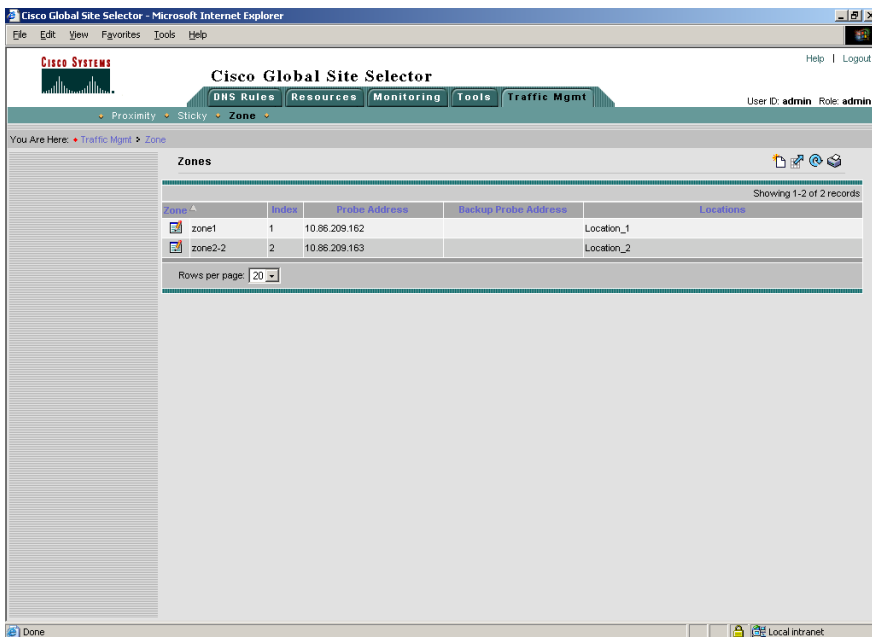 Cisco Global Site Selector - Microsoft Internet Explorer
File Edit View Favorites Tools Help
CISCO SYSTEMS
Cisco Global Site Selector
Help | Logout
DNS Rules Resources Monitoring Tools Traffic Mgmt
User ID: admin Role: admin
Proximity Sticky Zone
You Are Here: Traffic Mgmt > Zone
Zones
Showing 1-2 of 2 records
Zone Index Probe Address Backup Probe Address Locations
zone1 1 10.86.209.162 Location_1
zone2-2 2 10.86.209.163 Location_2
Rows per page: 20
Done
Local intranet